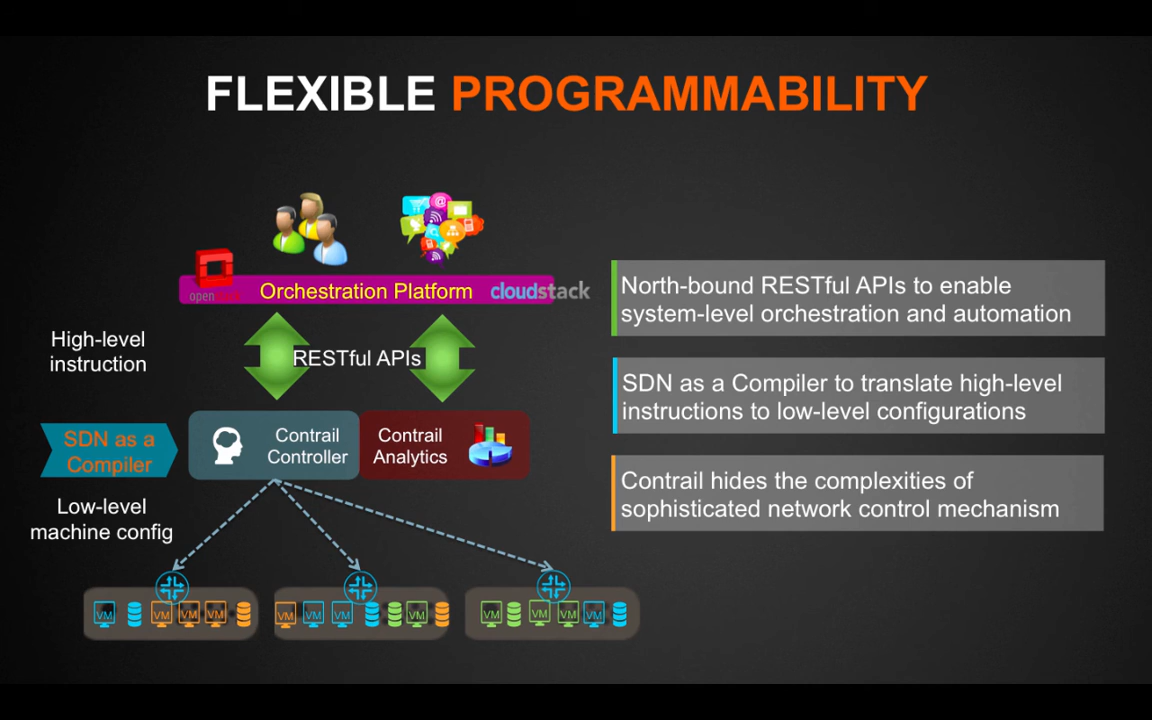 FLEXIBLE PROGRAMMABILITY
open
Orchestration Platform
cloudstack
High-level
instruction
RESTful APIs
SDN as a
Compiler
Contrail
Controller
Contrail
Analytics
Low-level
machine config
VM VM VM VM
VM VM VM VM
VM VM VM VM
North-bound RESTful APIs to enable
system-level orchestration and automation
SDN as a Compiler to translate high-level
instructions to low-level configurations
Contrail hides the complexities of
sophisticated network control mechanism